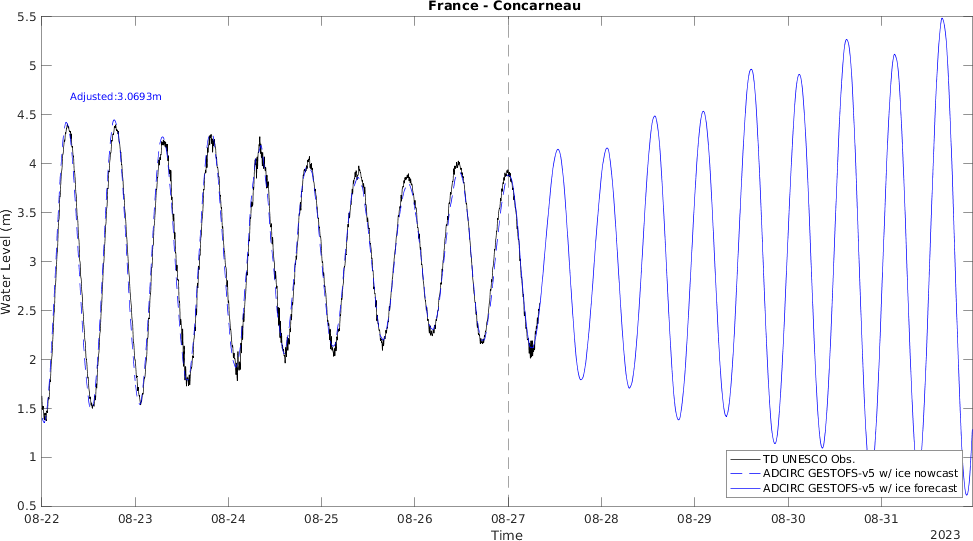 France - Concarneau
Adjusted:3.0693m
Water Level (m)
5.5
5
4.5
4
3.5
3
2.5
2
1.5
1
0.5
TD UNESCO Obs.
ADCIRC GESTOFS-v5 w/ ice nowcast
ADCIRC GESTOFS-v5 w/ ice forecast
08-22 08-23 08-24 08-25 08-26 08-27 08-28 08-29 08-30 08-31
Time
2023